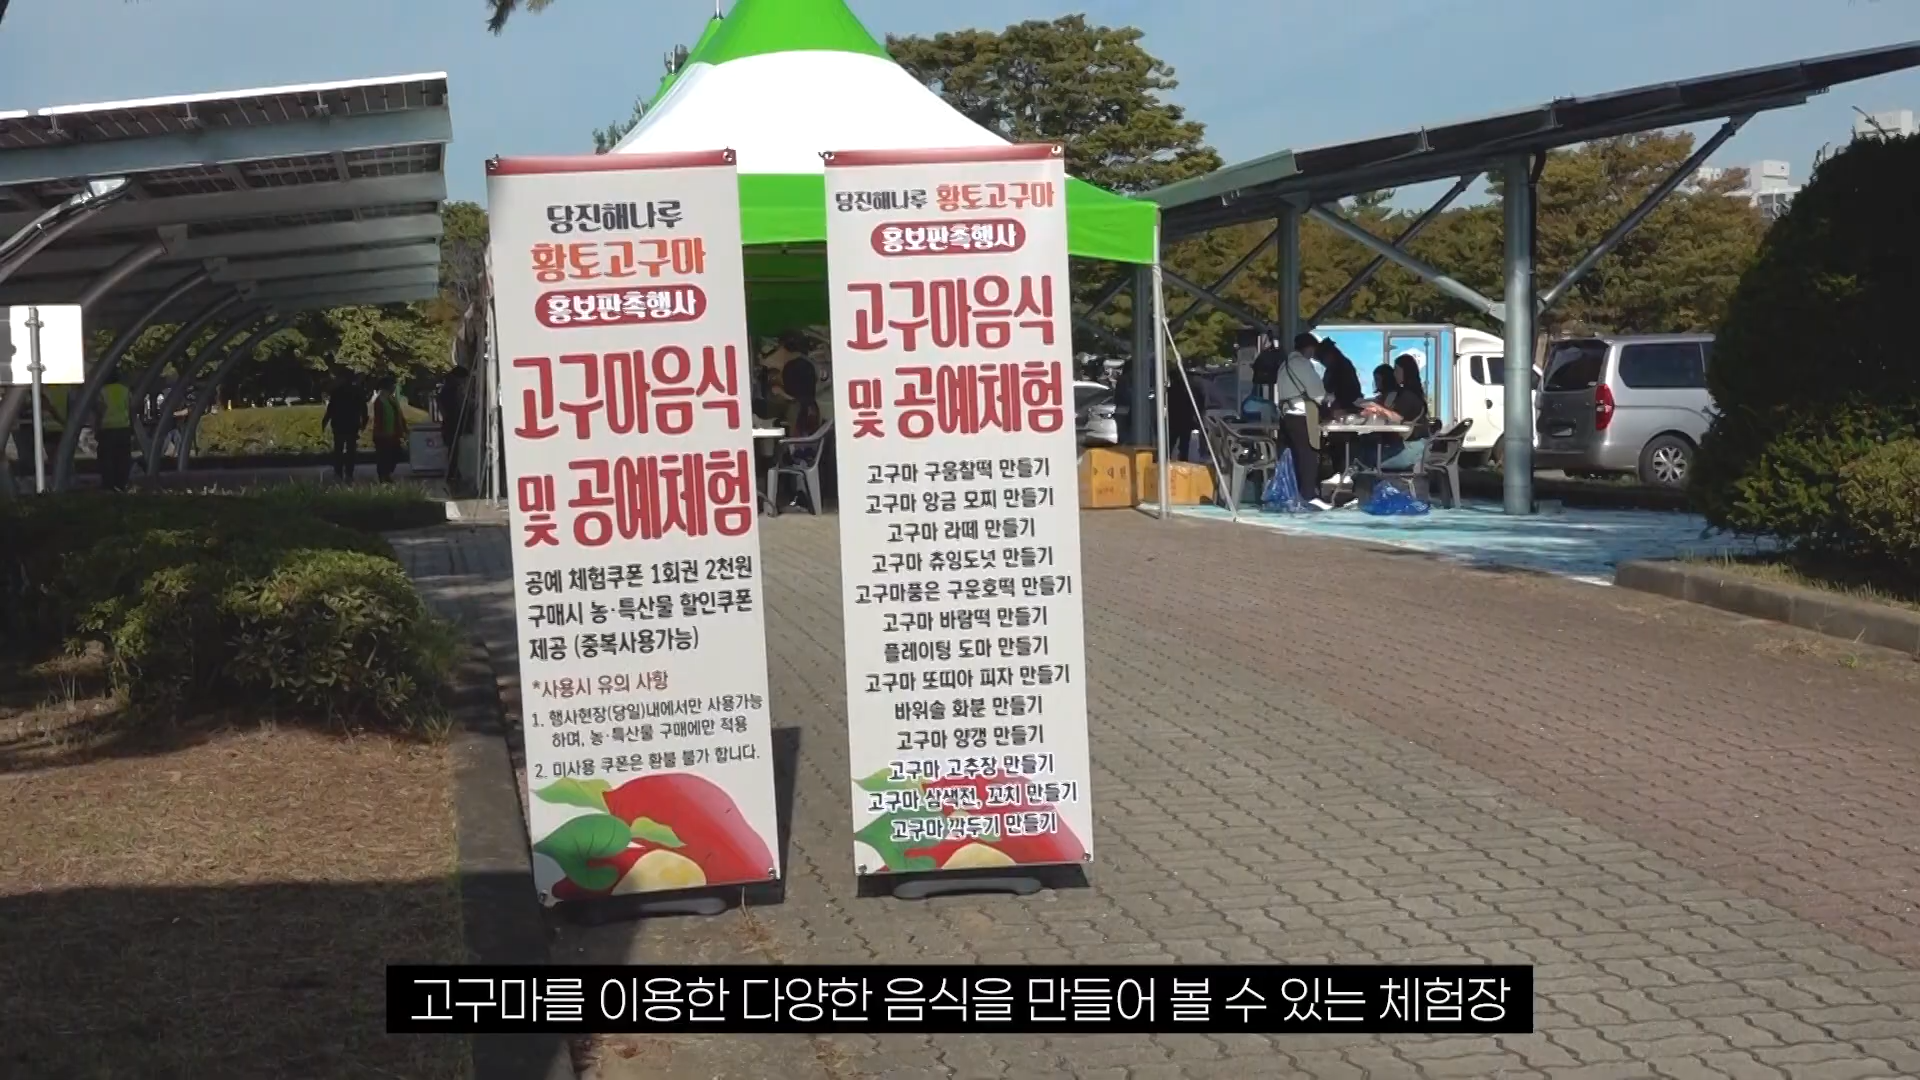 당진해나루
황토고구마
홍보판촉행사
고구마음식
및 공예체험
공예 체험쿠폰 1회권 2천원
구매시 농·특산물 할인쿠폰
제공 (중복사용가능)
*사용시 유의 사항
1. 행사현장(당일)내에서만 사용가능
하며, 농·특산물 구매에만 적용
2. 미사용 쿠폰은 환불 불가 합니다.
당진해나루 황토고구마
홍보판촉행사
고구마음식
및 공예체험
고구마 구움찰떡 만들기
고구마 앙금 모찌 만들기
고구마 라떼 만들기
고구마 츄잉도넛 만들기
고구마품은 구운호떡 만들기
고구마 바람떡 만들기
플레이팅 도마 만들기
고구마 또띠아 피자 만들기
바위솔 화분 만들기
고구마 양갱 만들기
고구마 고추장 만들기
고구마 삼색전, 꼬치 만들기
고구마 깍두기 만들기
고구마를 이용한 다양한 음식을 만들어 볼 수 있는 체험장